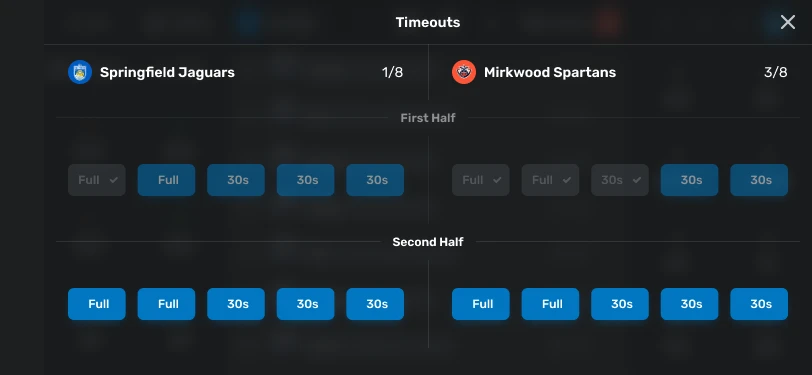 Timeouts
Springfield Jaguars 1/8 Mirkwood Spartans 3/8
First Half
Full Full 30s 30s 30s Full Full 30s 30s 30s
Second Half
Full Full 30s 30s 30s Full Full 30s 30s 30s